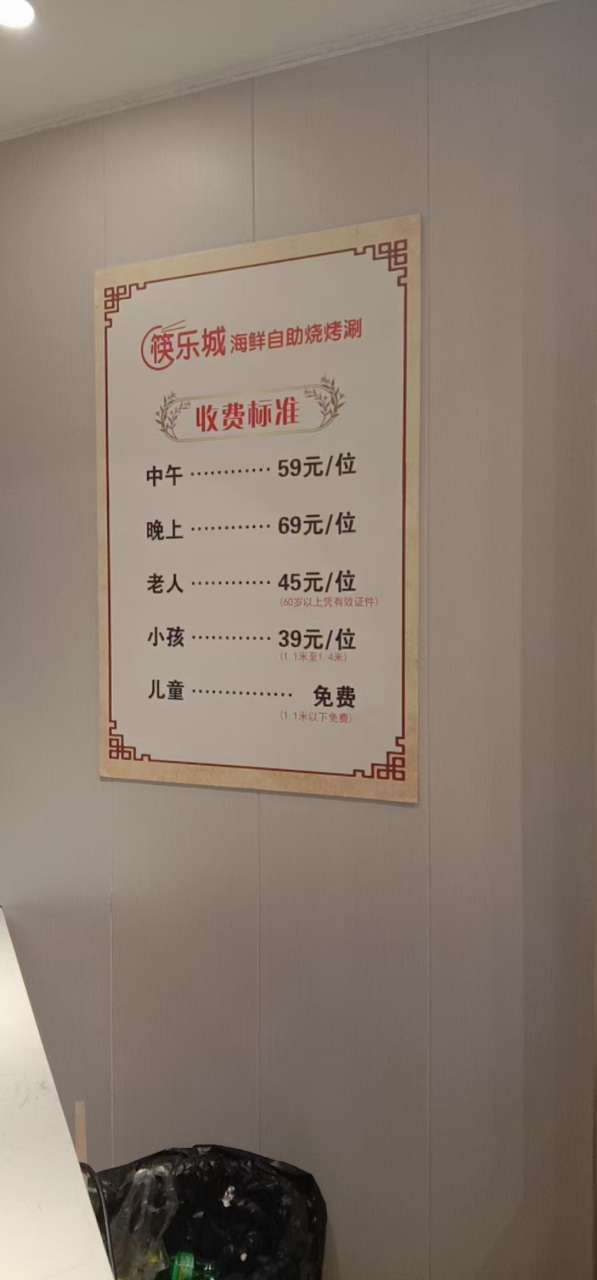 筷乐城 海鲜自助烧烤涮
收费标准
中午 ············ 59元/位
晚上 ············ 69元/位
老人 ············ 45元/位
(60岁以上凭有效证件)
小孩 ············ 39元/位
(1.1米至1.4米)
儿童 ··············· 免费
(1.1米以下免费)